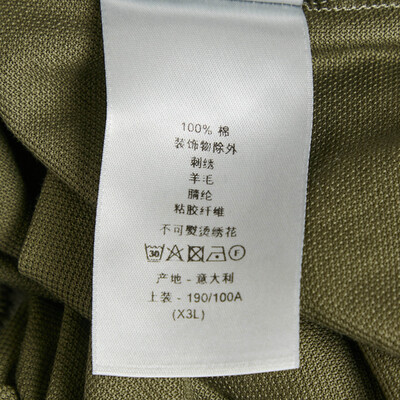 100% 棉
装饰物除外
刺绣
羊毛
腈纶
粘胶纤维
不可熨烫绣花
30 F
产地 - 意大利
上装 - 190/100A
(X3L)